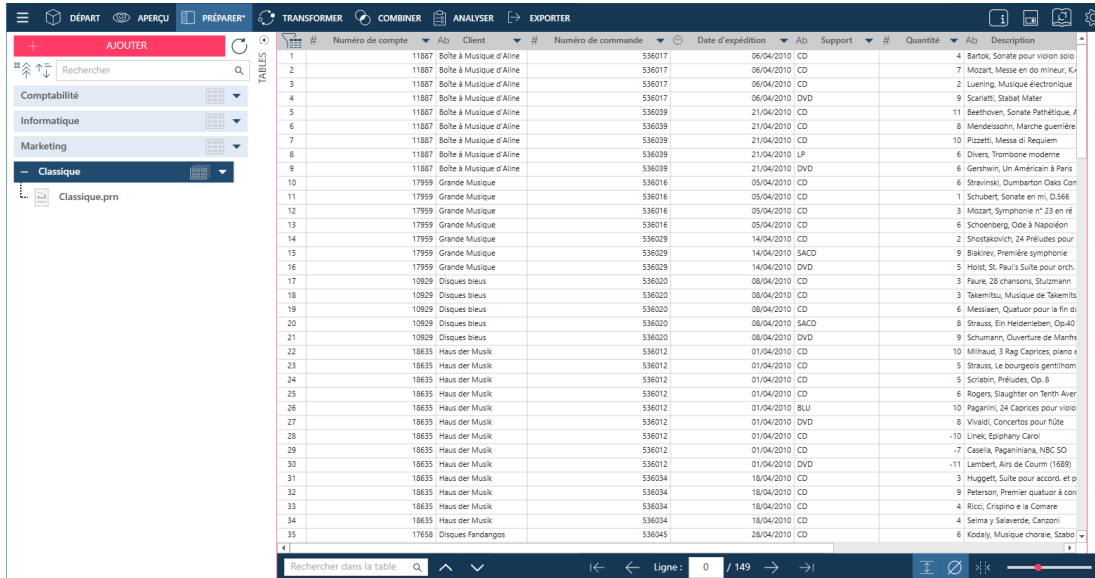 DÉPART APERÇU PRÉPARER* TRANSFORMER COMBINER ANALYSER EXPORTER
+ AJOUTER
Rechercher
Comptabilité
Informatique
Marketing
− Classique
Classique.prn
TABLES
# Numéro de compte Ab Client # Numéro de commande Date d'expédition Ab Support # Quantité Ab Description
1 11887 Boîte à Musique d'Aline 536017 06/04/2010 CD 4 Bartok, Sonate pour violon solo
2 11887 Boîte à Musique d'Aline 536017 06/04/2010 CD 7 Mozart, Messe en do mineur, K.
3 11887 Boîte à Musique d'Aline 536017 06/04/2010 CD 2 Luening, Musique électronique
4 11887 Boîte à Musique d'Aline 536017 06/04/2010 DVD 9 Scarlatti, Stabat Mater
5 11887 Boîte à Musique d'Aline 536039 21/04/2010 CD 11 Beethoven, Sonate Pathétique,
6 11887 Boîte à Musique d'Aline 536039 21/04/2010 CD 8 Mendelssohn, Marche guerrière
7 11887 Boîte à Musique d'Aline 536039 21/04/2010 CD 10 Pizzetti, Messa di Requiem
8 11887 Boîte à Musique d'Aline 536039 21/04/2010 LP 6 Divers, Trombone moderne
9 11887 Boîte à Musique d'Aline 536039 21/04/2010 DVD 6 Gershwin, Un Américain à Paris
10 17959 Grande Musique 536016 05/04/2010 CD 6 Stravinski, Dumbarton Oaks Con
11 17959 Grande Musique 536016 05/04/2010 CD 1 Schubert, Sonate en mi, D.566
12 17959 Grande Musique 536016 05/04/2010 CD 3 Mozart, Symphonie n° 23 en ré
13 17959 Grande Musique 536016 05/04/2010 CD 6 Schoenberg, Ode à Napoléon
14 17959 Grande Musique 536029 14/04/2010 CD 2 Shostakovich, 24 Préludes pour
15 17959 Grande Musique 536029 14/04/2010 SACD 9 Blakirev, Première symphonie
16 17959 Grande Musique 536029 14/04/2010 DVD 5 Holst, St. Paul's Suite pour orch.
17 10929 Disques bleus 536020 08/04/2010 CD 3 Faure, 28 chansons, Stulzmann
18 10929 Disques bleus 536020 08/04/2010 CD 3 Takemitsu, Musique de Takemits
19 10929 Disques bleus 536020 08/04/2010 CD 6 Messiaen, Quatuor pour la fin du
20 10929 Disques bleus 536020 08/04/2010 SACD 8 Strauss, Ein Heldenleben, Op.40
21 10929 Disques bleus 536020 08/04/2010 DVD 9 Schumann, Ouverture de Manfre
22 18635 Haus der Musik 536012 01/04/2010 CD 10 Milhaud, 3 Rag Caprices, piano e
23 18635 Haus der Musik 536012 01/04/2010 CD 5 Strauss, Le bourgeois gentilhom
24 18635 Haus der Musik 536012 01/04/2010 CD 5 Scriabin, Préludes, Op. 8
25 18635 Haus der Musik 536012 01/04/2010 CD 6 Rogers, Slaughter on Tenth Aven
26 18635 Haus der Musik 536012 01/04/2010 BLU 10 Paganini, 24 Caprices pour violo
27 18635 Haus der Musik 536012 01/04/2010 DVD 8 Vivaldi, Concertos pour flûte
28 18635 Haus der Musik 536012 01/04/2010 CD -10 Linek, Epiphany Carol
29 18635 Haus der Musik 536012 01/04/2010 CD -7 Casella, Paganiniana, NBC SO
30 18635 Haus der Musik 536012 01/04/2010 DVD -11 Lambert, Airs de Courm (1689)
31 18635 Haus der Musik 536034 18/04/2010 CD 3 Huggett, Suite pour accord. et p
32 18635 Haus der Musik 536034 18/04/2010 CD 9 Peterson, Premier quatuor à con
33 18635 Haus der Musik 536034 18/04/2010 CD 4 Ricci, Crispino e la Comare
34 18635 Haus der Musik 536034 18/04/2010 CD 4 Selma y Salaverde, Canzoni
35 17658 Disques Fandangos 536045 28/04/2010 CD 6 Kodaly, Musique chorale, Szabo
Rechercher dans la table Ligne : 0 / 149